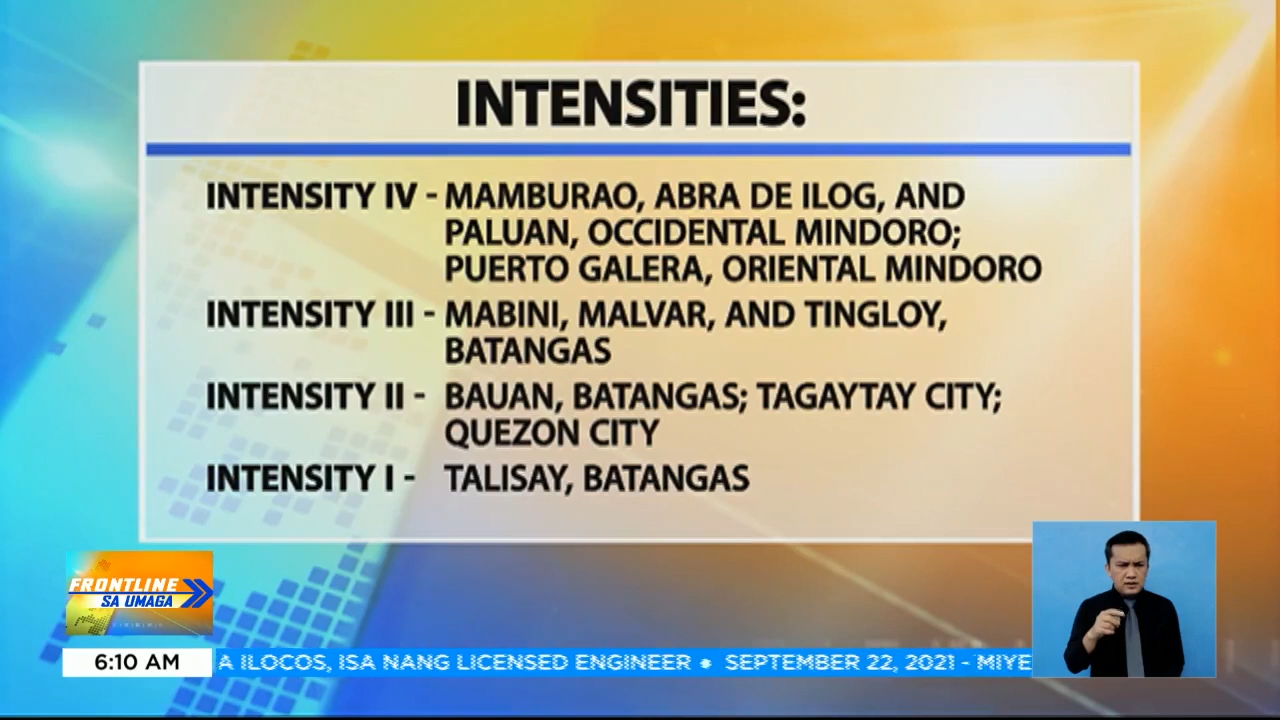 INTENSITIES:
INTENSITY IV - MAMBURAO, ABRA DE ILOG, AND
PALUAN, OCCIDENTAL MINDORO;
PUERTO GALERA, ORIENTAL MINDORO
INTENSITY III - MABINI, MALVAR, AND TINGLOY,
BATANGAS
INTENSITY II - BAUAN, BATANGAS; TAGAYTAY CITY;
QUEZON CITY
INTENSITY I - TALISAY, BATANGAS
FRONTLINE
SA UMAGA
6:10 AM
A ILOCOS, ISA NANG LICENSED ENGINEER • SEPTEMBER 22, 2021 - MIYE